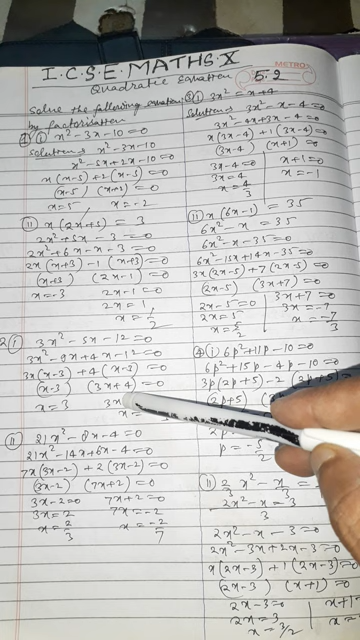 I.C.S.E MATHS X
METRO
Quadratic Equation
5.2
Solve the following equation
by factorisation
1 i x² - 3x - 10 = 0
Solution x² - 3x - 10
x² - 5x + 2x - 10 = 0
x(x-5) + 2(x-5) = 0
(x-5) (x+2) = 0
x = 5 x = -2
ii x(2x+5) = 3
2x² + 5x - 3 = 0
2x² + 6x - x - 3 = 0
2x(x+3) - 1(x+3) = 0
(x+3) (2x-1) = 0
x = -3 2x-1 = 0
2x = 1
x = 1/2
2 i 3x² - 5x - 12 = 0
3x² - 9x + 4x - 12 = 0
3x(x-3) + 4(x-3) = 0
(x-3) (3x+4) = 0
x = 3 3x
x =
ii 21x² - 8x - 4 = 0
21x² - 14x + 6x - 4 = 0
7x(3x-2) + 2(3x-2) = 0
(3x-2) (7x+2) = 0
3x-2 = 0 7x+2 = 0
3x = 2 7x = -2
x = 2/3 x = -2/7
3 i 3x² = x+4
Solution 3x² - x - 4 = 0
3x² - 4x + 3x - 4 = 0
x(3x-4) + 1(3x-4) = 0
(3x-4) (x+1) = 0
3x-4 = 0 x+1 = 0
3x = 4 x = -1
x = 4/3
ii x(6x-1) = 35
6x² - x = 35
6x² - x - 35 = 0
6x² - 15x + 14x - 35 = 0
3x(2x-5) + 7(2x-5) = 0
(2x-5) (3x+7) = 0
2x-5 = 0 3x+7 = 0
2x = 5 3x = -7
x = 5/2 x = -7/3
4 i 6p² + 11p - 10 = 0
6p² + 15p - 4p - 10 = 0
3p(2p+5) - 2(2p+5) =
(2p+5) (3
2p
p = -5/2
ii 2/3 x² - x/3 =
2x² - x = 3
3
2x² - x - 3 = 0
2x² - 3x + 2x - 3 = 0
x(2x-3) + 1(2x-3) = 0
(2x-3) (x+1) = 0
2x-3 = 0 x+1 =
2x = 3 x =
x = 3/2